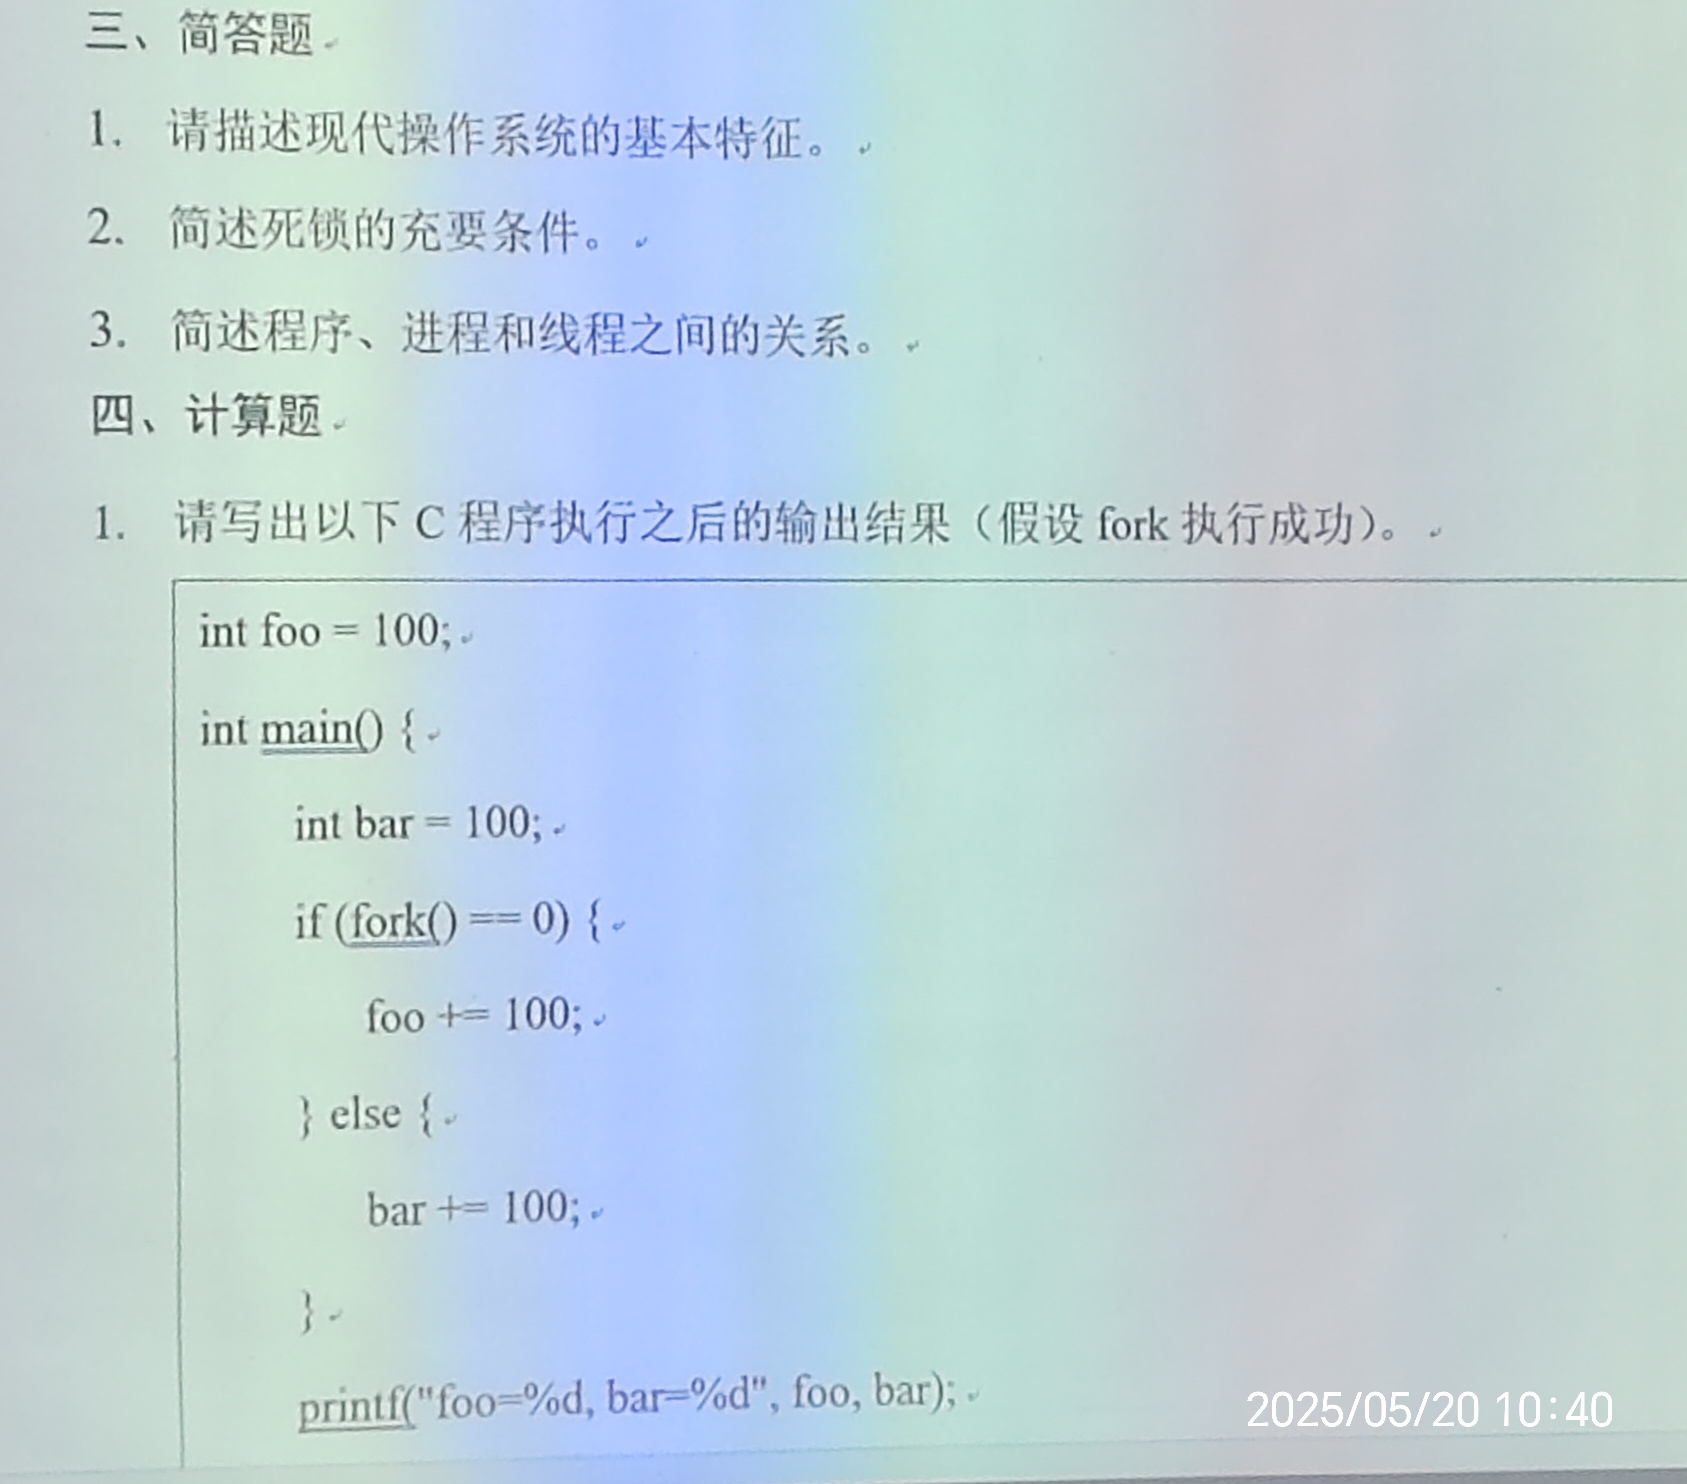 三、简答题
1. 请描述现代操作系统的基本特征。
2. 简述死锁的充要条件。
3. 简述程序、进程和线程之间的关系。
四、计算题
1. 请写出以下 C 程序执行之后的输出结果（假设 fork 执行成功）。
int foo = 100;
int main() {
int bar = 100;
if (fork() == 0) {
foo += 100;
} else {
bar += 100;
}
printf("foo=%d, bar=%d", foo, bar);
2025/05/20 10:40